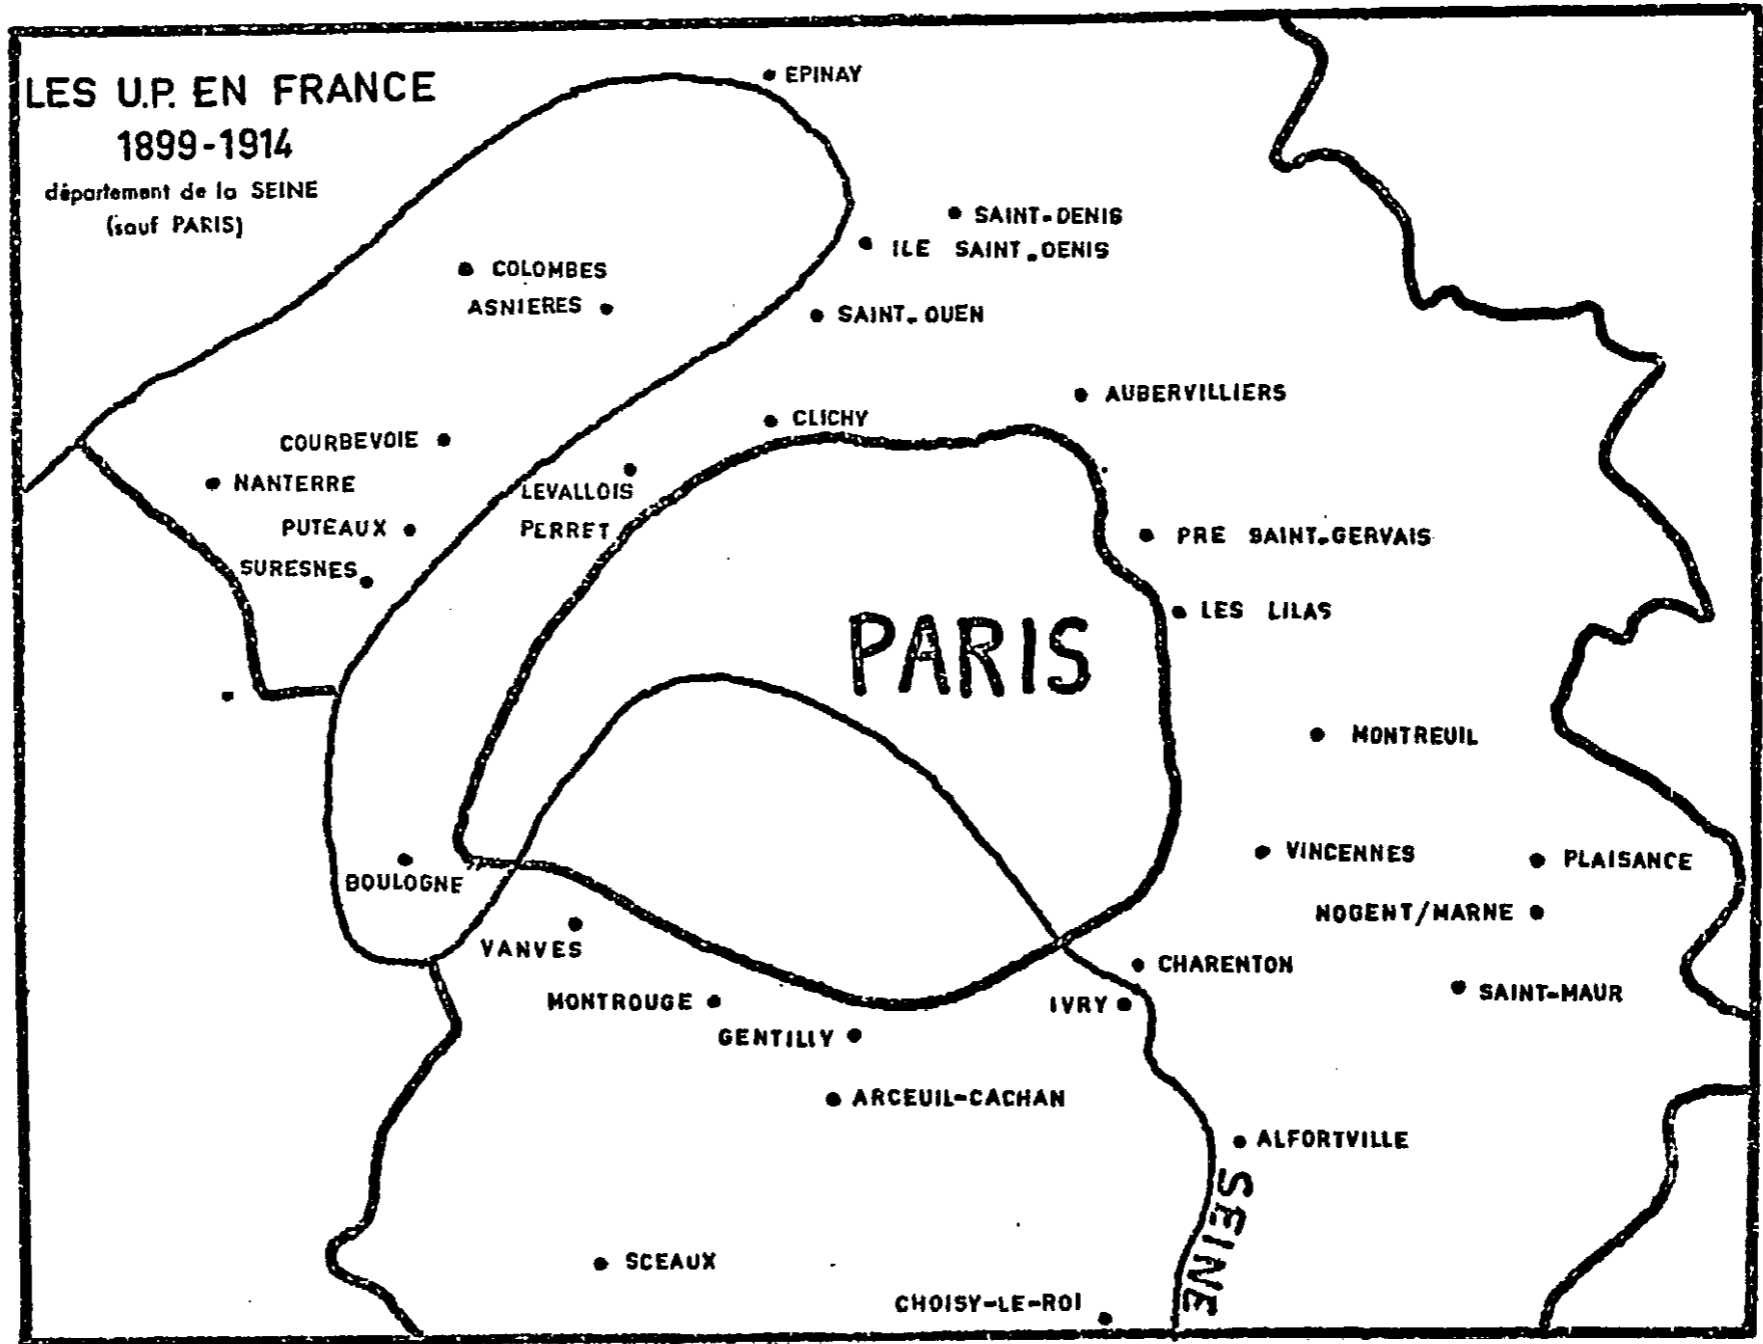 LES U.P. EN FRANCE
1899-1914
département de la SEINE
(sauf PARIS)
EPINAY
SAINT-DENIS
ILE SAINT-DENIS
COLOMBES
ASNIERES
SAINT-OUEN
AUBERVILLIERS
CLICHY
COURBEVOIE
NANTERRE
LEVALLOIS
PERRET
PUTEAUX
PRE SAINT-GERVAIS
SURESNES
LES LILAS
PARIS
MONTREUIL
VINCENNES
PLAISANCE
BOULOGNE
NOGENT/MARNE
VANVES
CHARENTON
SAINT-MAUR
MONTROUGE
IVRY
GENTILLY
ARCEUIL-CACHAN
ALFORTVILLE
SEINE
SCEAUX
CHOISY-LE-ROI